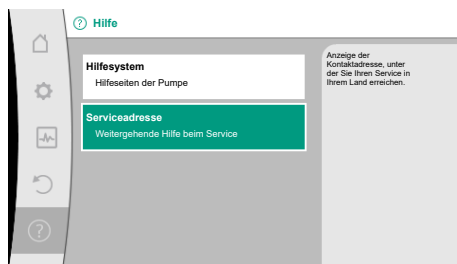 Hilfe
Hilfesystem
Hilfeseiten der Pumpe
Serviceadresse
Weitergehende Hilfe beim Service
Anzeige der
Kontaktadresse, unter
der Sie Ihren Service in
Ihrem Land erreichen.